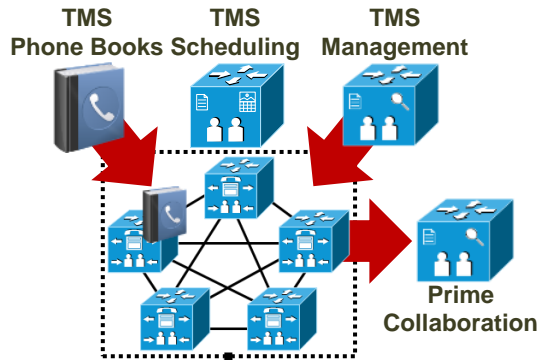 TMS
Phone Books
TMS
Scheduling
TMS
Management
Prime
Collaboration